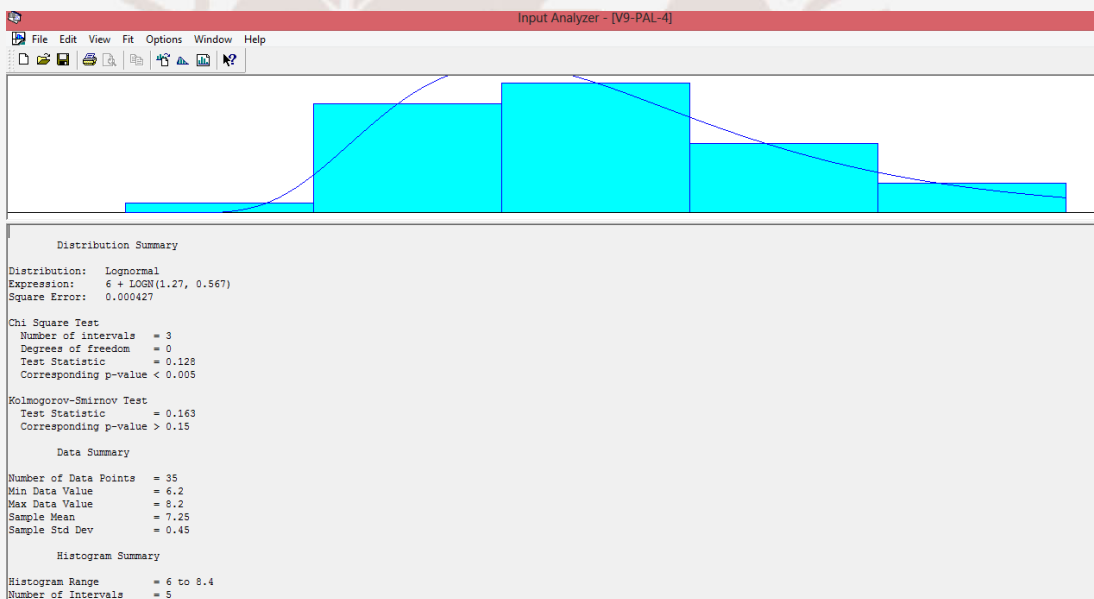 Input Analyzer - [V9-PAL-4]
File Edit View Fit Options Window Help
Distribution Summary
Distribution: Lognormal
Expression: 6 + LOGN(1.27, 0.567)
Square Error: 0.000427
Chi Square Test
Number of intervals = 3
Degrees of freedom = 0
Test Statistic = 0.128
Corresponding p-value < 0.005
Kolmogorov-Smirnov Test
Test Statistic = 0.163
Corresponding p-value > 0.15
Data Summary
Number of Data Points = 35
Min Data Value = 6.2
Max Data Value = 8.2
Sample Mean = 7.25
Sample Std Dev = 0.45
Histogram Summary
Histogram Range = 6 to 8.4
Number of Intervals = 5